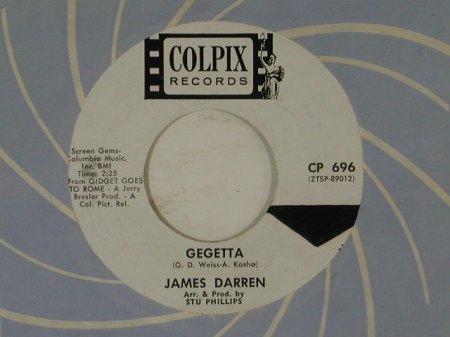 COLPIX
RECORDS
Screen Gems-
Columbia Music,
Inc. BMI
Time: 2:25
From GIDGET GOES
TO ROME - A Jerry
Bresler Prod. - A
Col. Pict. Rel.
CP 696
(ZTSP-89012)
GEGETTA
(G. D. Weiss-A. Kasha)
JAMES DARREN
Arr. & Prod. by
STU PHILLIPS